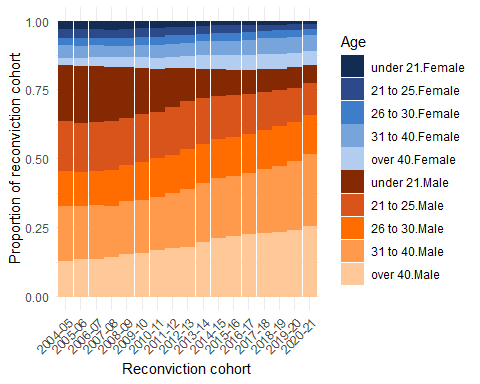 Proportion of reconviction cohort
1.00
0.75
0.50
0.25
0.00
2004-05
2005-06
2006-07
2007-08
2008-09
2009-10
2010-11
2011-12
2012-13
2013-14
2014-15
2015-16
2016-17
2017-18
2018-19
2019-20
2020-21
Reconviction cohort
Age
under 21.Female
21 to 25.Female
26 to 30.Female
31 to 40.Female
over 40.Female
under 21.Male
21 to 25.Male
26 to 30.Male
31 to 40.Male
over 40.Male